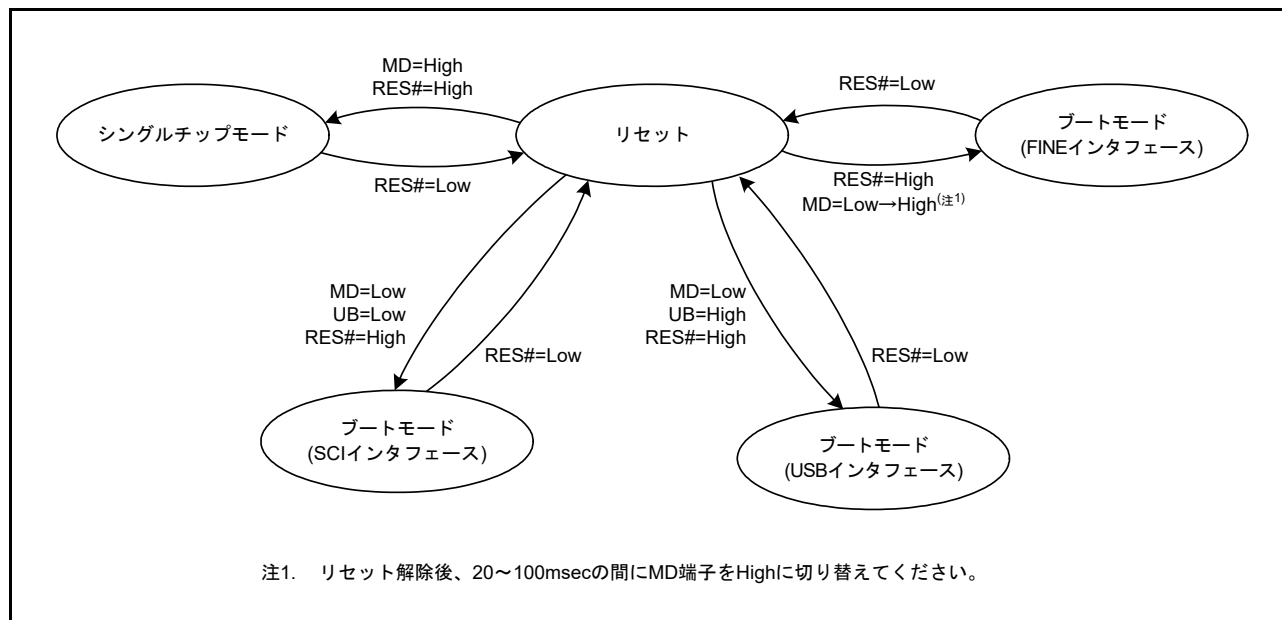 MD=High
RES#=High
RES#=Low
シングルチップモード
リセット
ブートモード
(FINEインタフェース)
RES#=Low
RES#=High
MD=Low→High(注1)
MD=Low
UB=Low
RES#=High
MD=Low
UB=High
RES#=High
RES#=Low
RES#=Low
ブートモード
(SCIインタフェース)
ブートモード
(USBインタフェース)
注1. リセット解除後、20～100msecの間にMD端子をHighに切り替えてください。